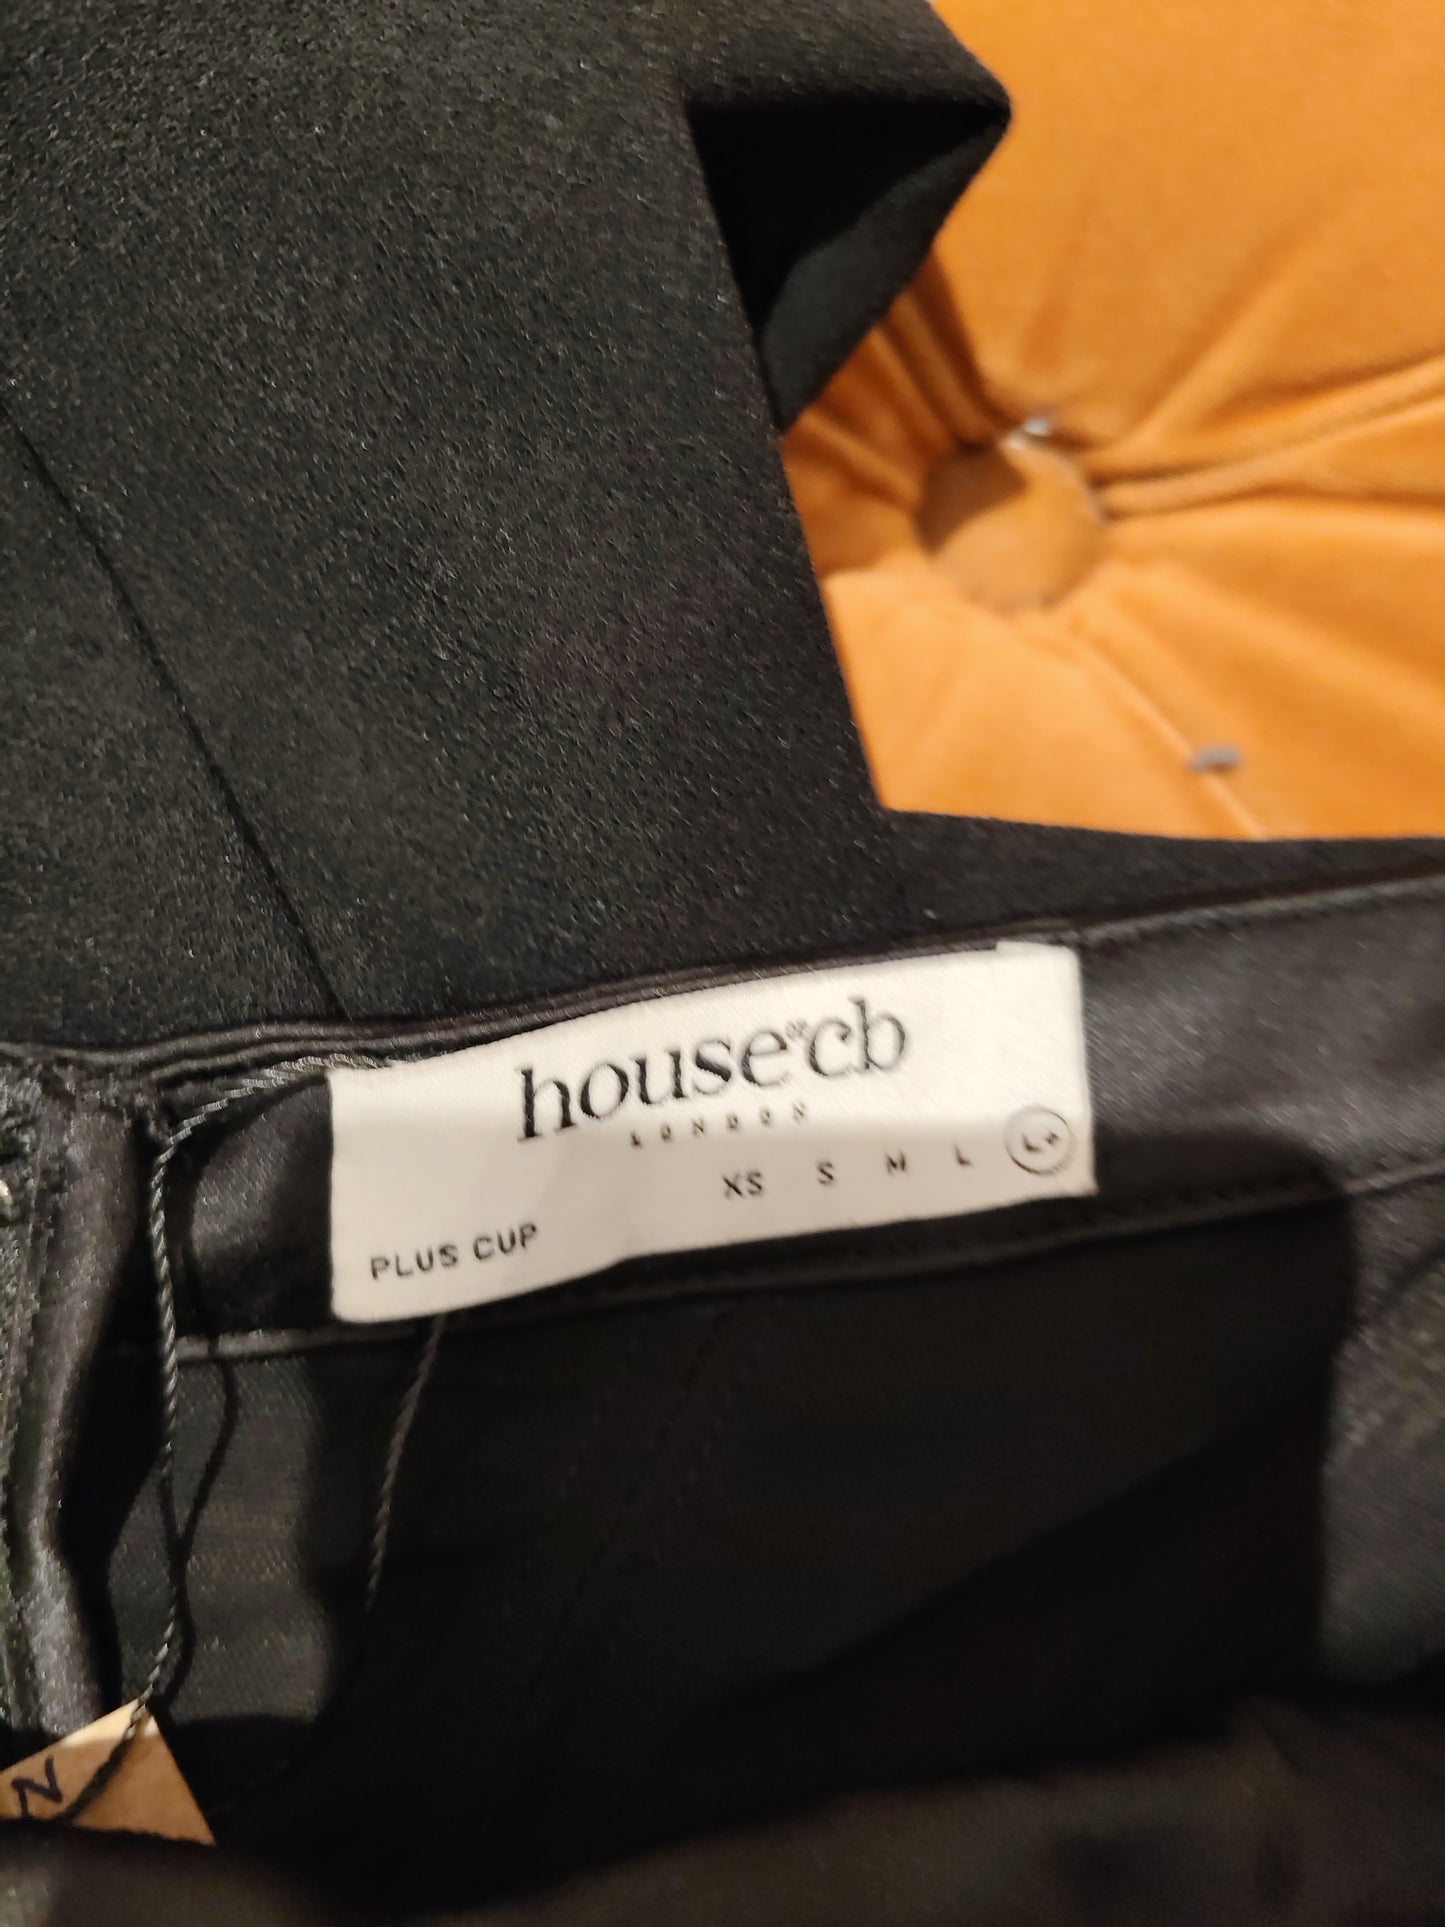 house OF cb
LONDON
XS S M L L+
PLUS CUP
N